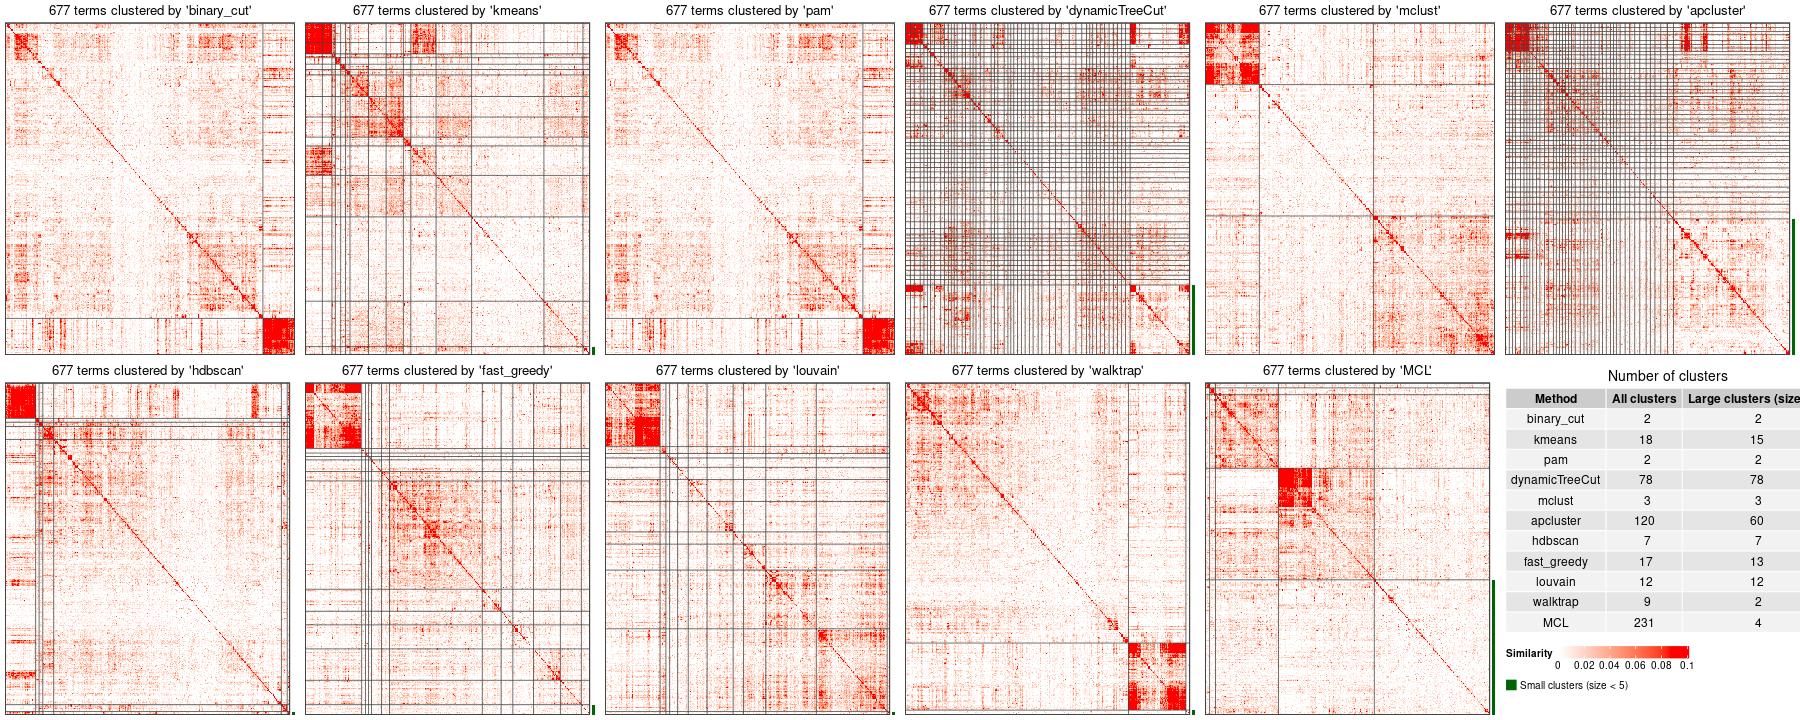 677 terms clustered by 'binary_cut'
677 terms clustered by 'kmeans'
677 terms clustered by 'pam'
677 terms clustered by 'dynamicTreeCut'
677 terms clustered by 'mclust'
677 terms clustered by 'apcluster'
677 terms clustered by 'hdbscan'
677 terms clustered by 'fast_greedy'
677 terms clustered by 'louvain'
677 terms clustered by 'walktrap'
677 terms clustered by 'MCL'
Number of clusters
Method All clusters Large clusters (size
binary_cut 2 2
kmeans 18 15
pam 2 2
dynamicTreeCut 78 78
mclust 3 3
apcluster 120 60
hdbscan 7 7
fast_greedy 17 13
louvain 12 12
walktrap 9 2
MCL 231 4
Similarity
0 0.02 0.04 0.06 0.08 0.1
Small clusters (size < 5)